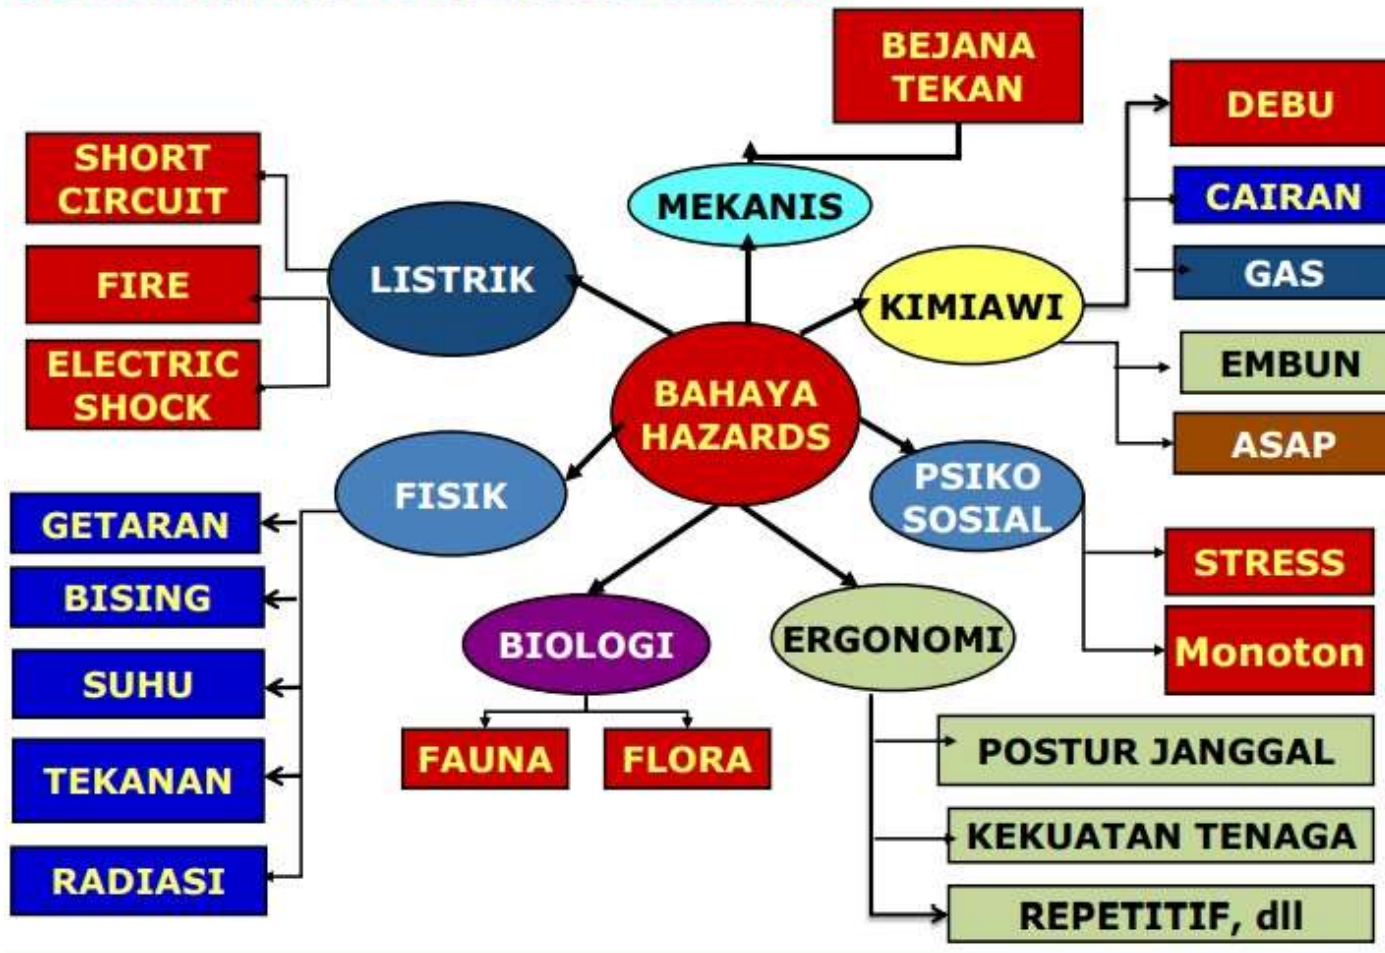 BEJANA
TEKAN
DEBU
SHORT
CIRCUIT
MEKANIS
CAIRAN
LISTRIK
GAS
FIRE
KIMIAWI
ELECTRIC
SHOCK
EMBUN
BAHAYA
HAZARDS
ASAP
FISIK
PSIKO
SOSIAL
GETARAN
STRESS
BISING
BIOLOGI
ERGONOMI
Monoton
SUHU
FAUNA
FLORA
POSTUR JANGGAL
TEKANAN
KEKUATAN TENAGA
RADIASI
REPETITIF, dll